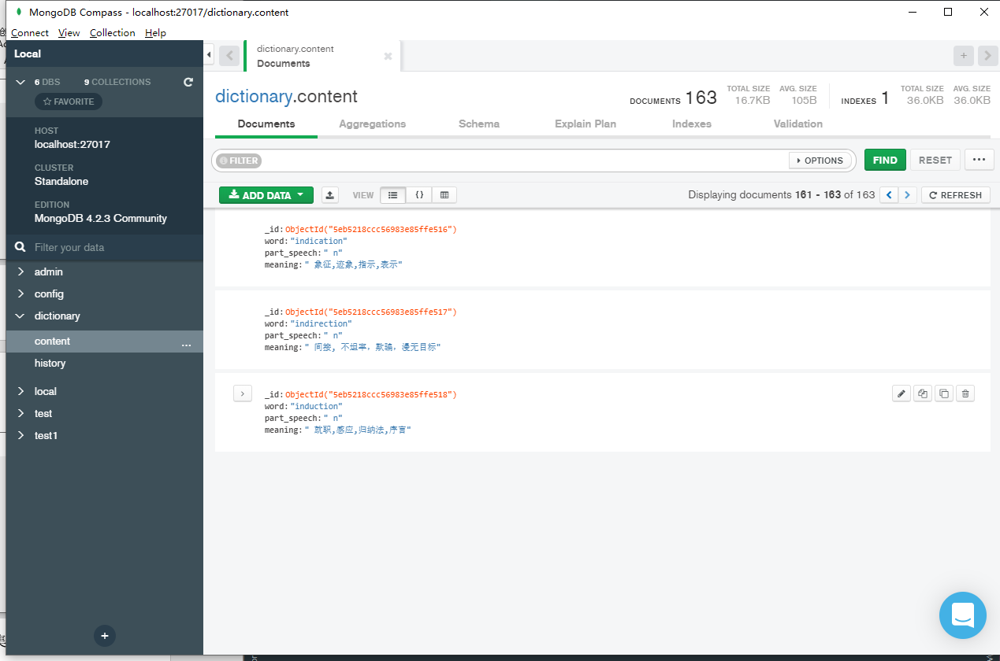 MongoDB Compass - localhost:27017/dictionary.content
Connect View Collection Help
Local
6 DBS 9 COLLECTIONS
FAVORITE
HOST
localhost:27017
CLUSTER
Standalone
EDITION
MongoDB 4.2.3 Community
Filter your data
admin
config
dictionary
content ...
history
local
test
test1
+
dictionary.content
Documents
dictionary.content
DOCUMENTS 163 TOTAL SIZE 16.7KB AVG. SIZE 105B INDEXES 1 TOTAL SIZE 36.0KB AVG. SIZE 36.0KB
Documents Aggregations Schema Explain Plan Indexes Validation
FILTER OPTIONS FIND RESET ...
ADD DATA VIEW {} Displaying documents 161 - 163 of 163 REFRESH
_id: ObjectId("5eb5218ccc56983e85ffe516")
word: "indication"
part_speech: " n"
meaning: " 象征,迹象,指示,表示"
_id: ObjectId("5eb5218ccc56983e85ffe517")
word: "indirection"
part_speech: " n"
meaning: " 间接, 不坦率，欺骗，漫无目标"
_id: ObjectId("5eb5218ccc56983e85ffe518")
word: "induction"
part_speech: " n"
meaning: " 就职,感应,归纳法,序言"